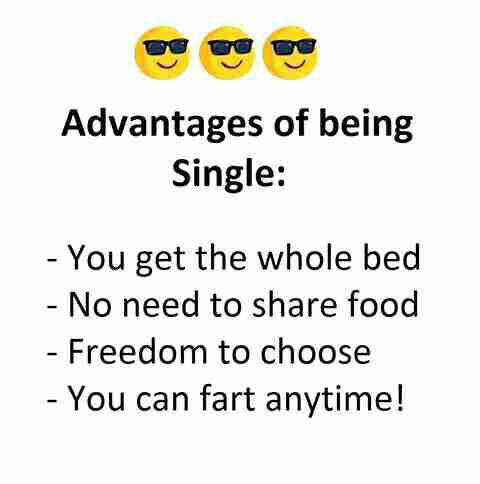 Advantages of being
Single:
- You get the whole bed
- No need to share food
- Freedom to choose
- You can fart anytime!